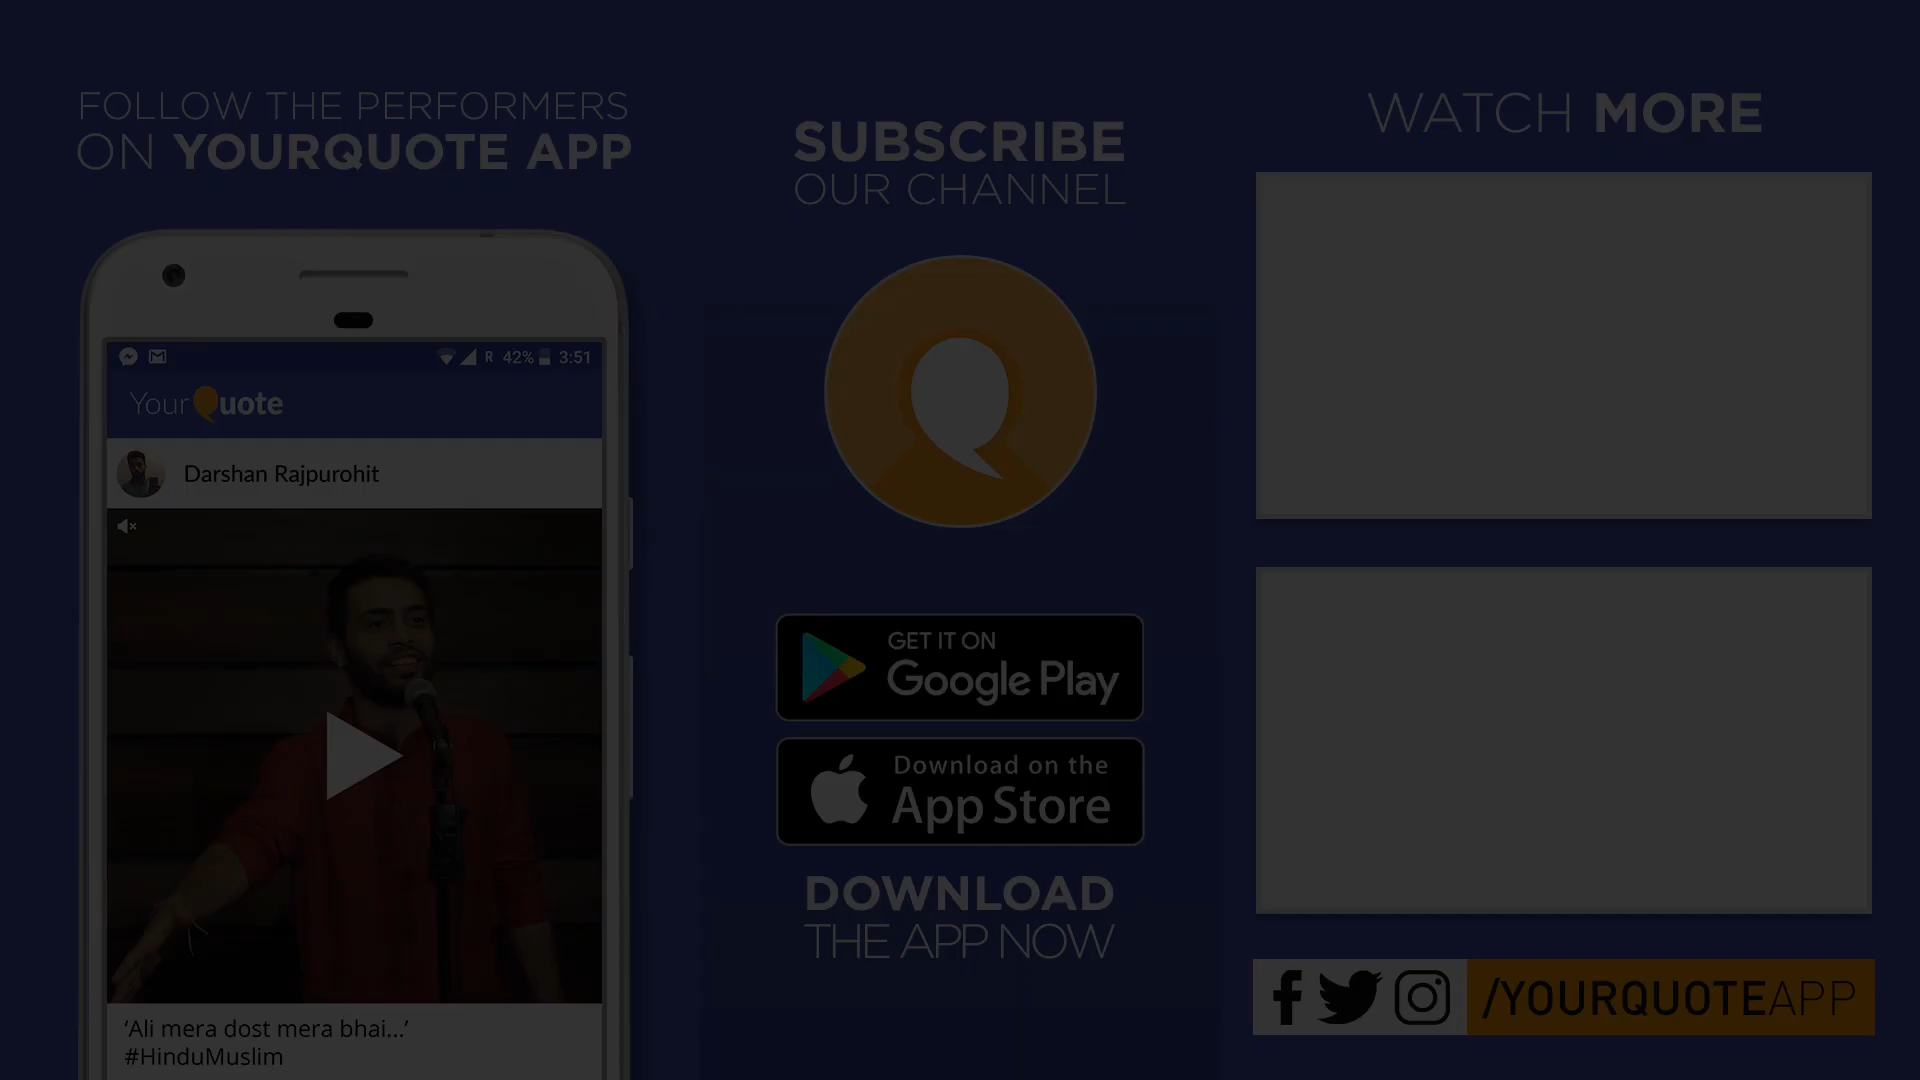 FOLLOW THE PERFORMERS
ON YOURQUOTE APP
R 42% 3:51
YourQuote
Darshan Rajpurohit
‘Ali mera dost mera bhai...’
#HinduMuslim
SUBSCRIBE
OUR CHANNEL
GET IT ON
Google Play
Download on the
App Store
DOWNLOAD
THE APP NOW
WATCH MORE
/YOURQUOTEAPP